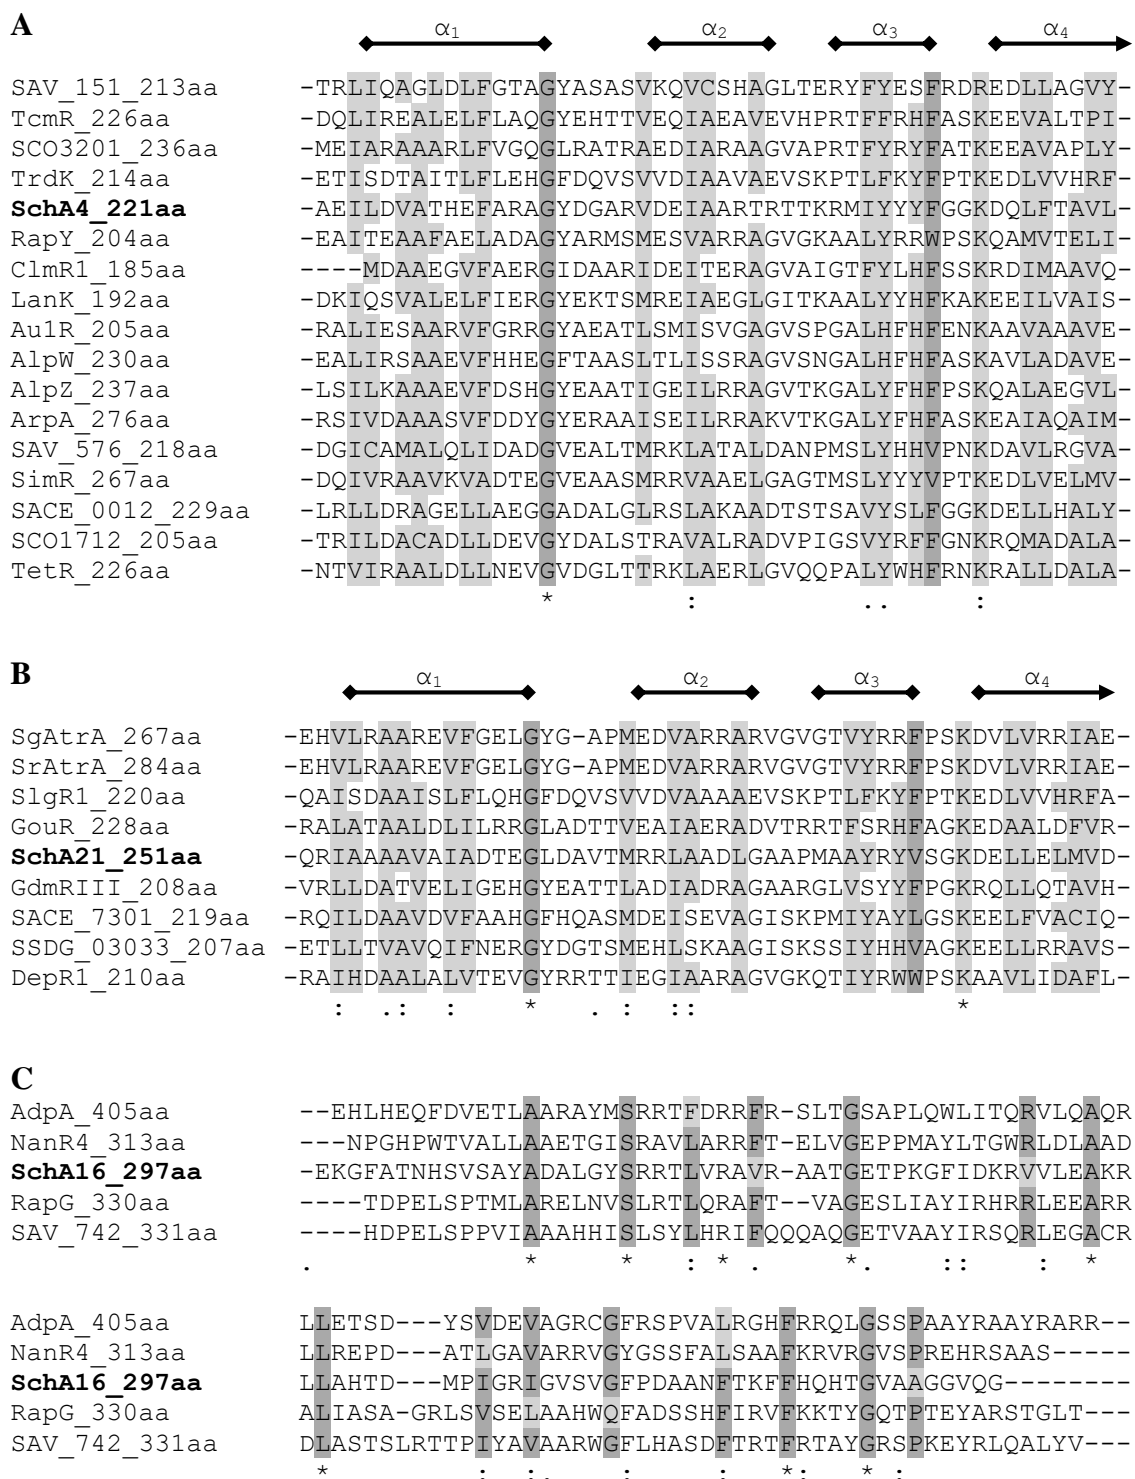 A
α1 α2 α3 α4
SAV_151_213aa -TRLIQAGLDLFGTAGYASASVKQVCSHAGLTERYFYESFRDREDLLAGVY-
TcmR_226aa -DQLIREALELFLAQGYEHTTVEQIAEAVEVHPRTFFRHFASKEEVALTPI-
SCO3201_236aa -MEIARAAARLFVGQGLRATRAEDIARAAGVAPRTFYRYFATKEEAVAPLY-
TrdK_214aa -ETISDTAITLFLEHGFDQVSVVDIAAVAEVSKPTLFKYFPTKEDLVVHRF-
SchA4_221aa -AEILDVATHEFARAGYDGARVDEIAARTRTTKRMIYYYFGGKDQLFTAVL-
RapY_204aa -EAITEAAFAELADAGYARMSMESVARRAGVGKAALYRRWPSKQAMVTELI-
ClmR1_185aa ----MDAAEGVFAERGIDAARIDEITERAGVAIGTFYLHFSSKRDIMAAVQ-
LanK_192aa -DKIQSVALELFIERGYEKTSMREIAEGLGITKAALYYHFKAKEEILVAIS-
Au1R_205aa -RALIESAARVFGRRGYAEATLSMISVGAGVSPGALHFHFENKAAVAAAVE-
AlpW_230aa -EALIRSAAEVFHHEGFTAASLTLISSRAGVSNGALHFHFASKAVLADAVE-
AlpZ_237aa -LSILKAAAEVFDSHGYEAATIGEILRRAGVTKGALYFHFPSKQALAEGVL-
ArpA_276aa -RSIVDAAASVFDDYGYERAAISEILRRAKVTKGALYFHFASKEAIAQAIM-
SAV_576_218aa -DGICAMALQLIDADGVEALTMRKLATALDANPMSLYHHVPNKDAVLRGVA-
SimR_267aa -DQIVRAAVKVADTEGVEAASMRRVAAELGAGTMSLYYYVPTKEDLVELMV-
SACE_0012_229aa -LRLLDRAGELLAEGGADALGLRSLAKAADTSTSAVYSLFGGKDELLHALY-
SCO1712_205aa -TRILDACADLLDEVGYDALSTRAVALRADVPIGSVYRFFGNKRQMADALA-
TetR_226aa -NTVIRAALDLLNEVGVDGLTTRKLAERLGVQQPALYWHFRNKRALLDALA-
* : .. :
B
α1 α2 α3 α4
SgAtrA_267aa -EHVLRAAREVFGELGYG-APMEDVARRARVGVGTVYRRFPSKDVLVRRIAE-
SrAtrA_284aa -EHVLRAAREVFGELGYG-APMEDVARRARVGVGTVYRRFPSKDVLVRRIAE-
SlgR1_220aa -QAISDAAISLFLQHGFDQVSVVDVAAAAEVSKPTLFKYFPTKEDLVVHRFA-
GouR_228aa -RALATAALDLILRRGLADTTVEAIAERADVTRRTFSRHFAGKEDAALDFVR-
SchA21_251aa -QRIAAAAVAIADTEGLDAVTMRRLAADLGAAPMAAYRYVSGKDELLELMVD-
GdmRIII_208aa -VRLLDATVELIGEHGYEATTLADIADRAGAARGLVSYYFPGKRQLLQTAVH-
SACE_7301_219aa -RQILDAAVDVFAAHGFHQASMDEISEVAGISKPMIYAYLGSKEELFVACIQ-
SSDG_03033_207aa -ETLLTVAVQIFNERGYDGTSMEHLSKAAGISKSSIYHHVAGKEELLRRAVS-
DepR1_210aa -RAIHDAALALVTEVGYRRTTIEGIAARAGVGKQTIYRWWPSKAAVLIDAFL-
: .: : * . : :: *
C
AdpA_405aa --EHLHEQFDVETLAARAYMSRRTFDRRFR-SLTGSAPLQWLITQRVLQAQR
NanR4_313aa ---NPGHPWTVALLAAETGISRAVLARRFT-ELVGEPPMAYLTGWRLDLAAD
SchA16_297aa -EKGFATNHSVSAYADALGYSRRTLVRAVR-AATGETPKGFIDKRVVLEAKR
RapG_330aa ----TDPELSPTMLARELNVSLRTLQRAFT--VAGESLIAYIRHRRLEEARR
SAV_742_331aa ----HDPELSPPVIAAAHHISLSYLHRIFQQQAQGETVAAYIRSQRLEGACR
. * * : * . *. :: : *
AdpA_405aa LLETSD---YSVDEVAGRCGFRSPVALRGHFRRQLGSSPAAYRAAYRARR--
NanR4_313aa LLREPD---ATLGAVARRVGYGSSFALSAAFKRVRGVSPREHRSAAS-----
SchA16_297aa LLAHTD---MPIGRIGVSVGFPDAANFTKFFHQHTGVAAGGVQG--------
RapG_330aa ALIASA-GRLSVSELAAHWQFADSSHFIRVFKKTYGQTPTEYARSTGLT---
SAV_742_331aa DLASTSLRTTPIYAVAARWGFLHASDFTRTFRTAYGRSPKEYRLQALYV---
* : :. : : *: * :